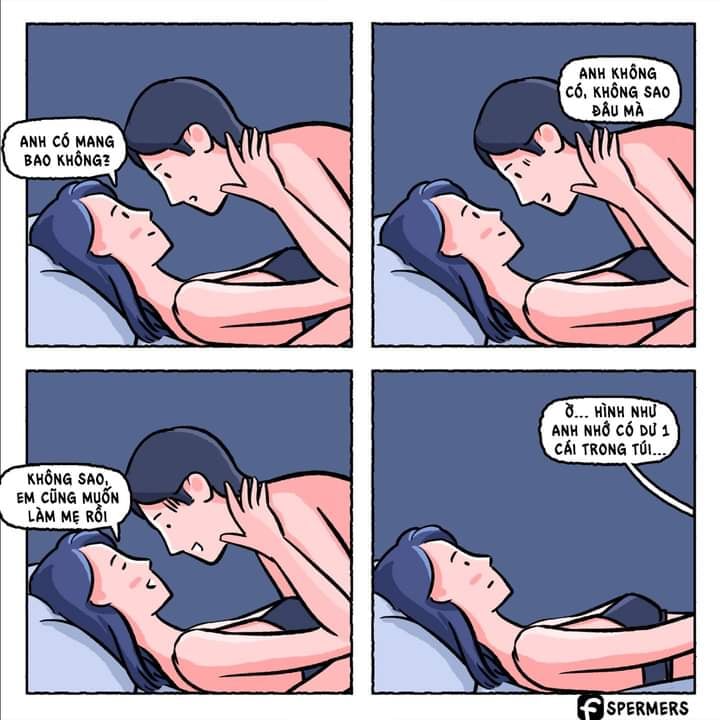 ANH CÓ MANG
BAO KHÔNG?
ANH KHÔNG
CÓ, KHÔNG SAO
ĐÂU MÀ
KHÔNG SAO,
EM CŨNG MUỐN
LÀM MẸ RỒI
Ờ... HÌNH NHƯ
ANH NHỚ CÓ DƯ 1
CÁI TRONG TÚI...
SPERMERS